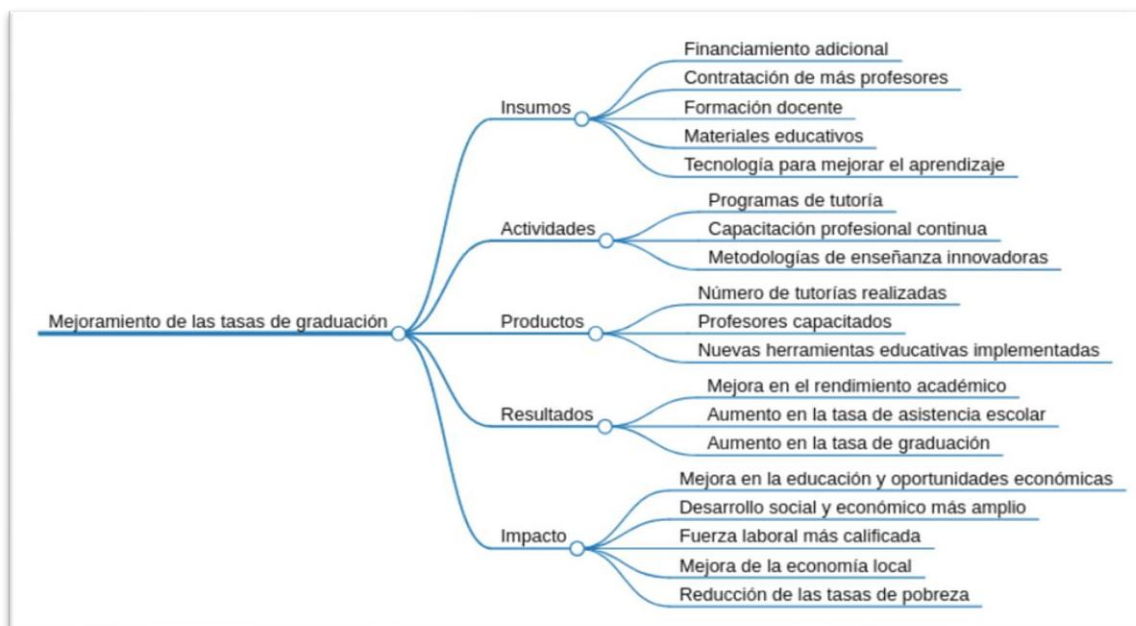 Mejoramiento de las tasas de graduación
Insumos
Financiamiento adicional
Contratación de más profesores
Formación docente
Materiales educativos
Tecnología para mejorar el aprendizaje
Actividades
Programas de tutoría
Capacitación profesional continua
Metodologías de enseñanza innovadoras
Productos
Número de tutorías realizadas
Profesores capacitados
Nuevas herramientas educativas implementadas
Resultados
Mejora en el rendimiento académico
Aumento en la tasa de asistencia escolar
Aumento en la tasa de graduación
Impacto
Mejora en la educación y oportunidades económicas
Desarrollo social y económico más amplio
Fuerza laboral más calificada
Mejora de la economía local
Reducción de las tasas de pobreza